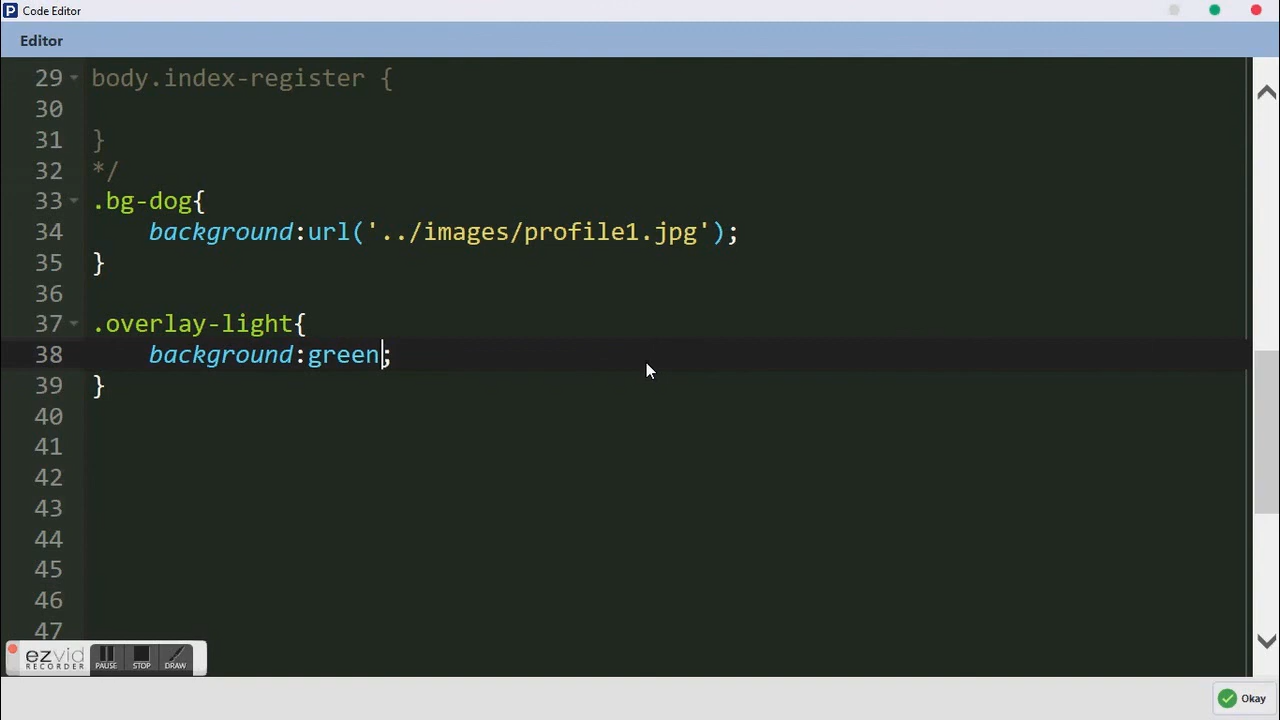 P Code Editor
Editor
29 body.index-register {
30
31 }
32 */
33 .bg-dog{
34     background:url('../images/profile1.jpg');
35 }
36
37 .overlay-light{
38     background:green;
39 }
40
41
42
43
44
45
46
47
ezvid
RECORDER
PAUSE STOP DRAW
Okay